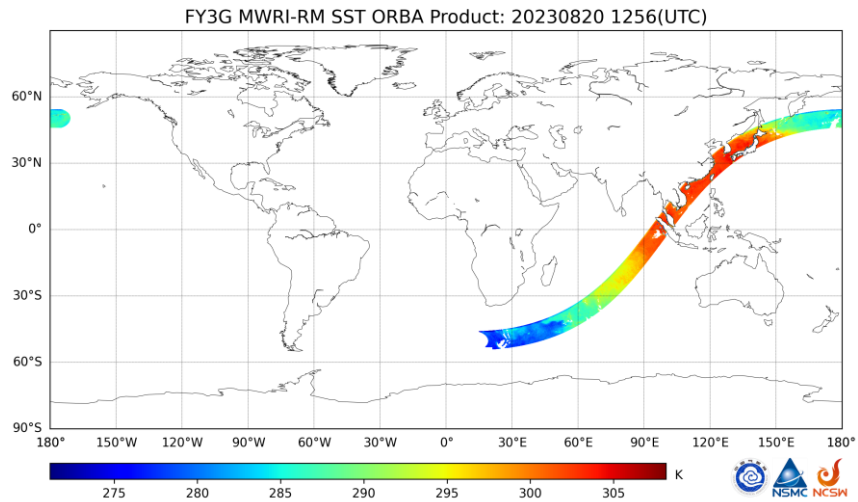 FY3G MWRI-RM SST ORBA Product: 20230820 1256(UTC)
60°N
30°N
0°
30°S
60°S
90°S
180° 150°W 120°W 90°W 60°W 30°W 0° 30°E 60°E 90°E 120°E 150°E 180°
275 280 285 290 295 300 305 K
NSMC NCSW